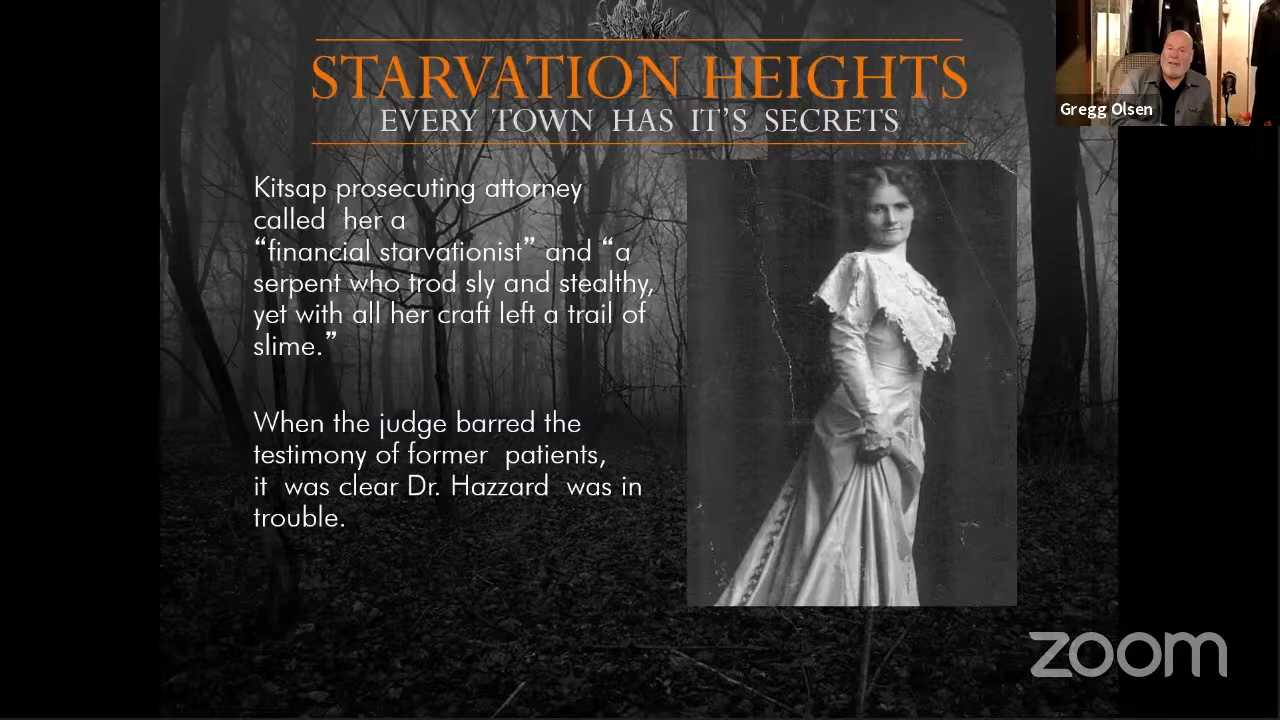 STARVATION HEIGHTS
EVERY TOWN HAS IT'S SECRETS
Gregg Olsen
Kitsap prosecuting attorney
called her a
“financial starvationist” and “a
serpent who trod sly and stealthy,
yet with all her craft left a trail of
slime.”
When the judge barred the
testimony of former patients,
it was clear Dr. Hazzard was in
trouble.
zoom